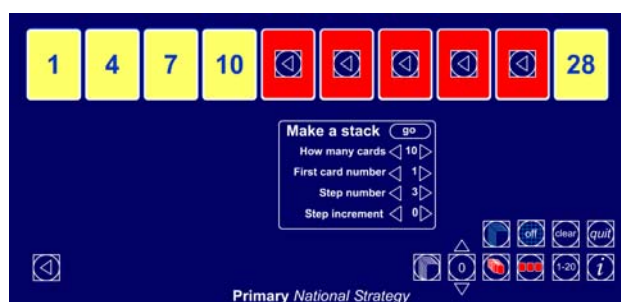 1 4 7 10 28
Make a stack go
How many cards 10
First card number 1
Step number 3
Step increment 0
off clear quit
0 1-20 i
Primary National Strategy